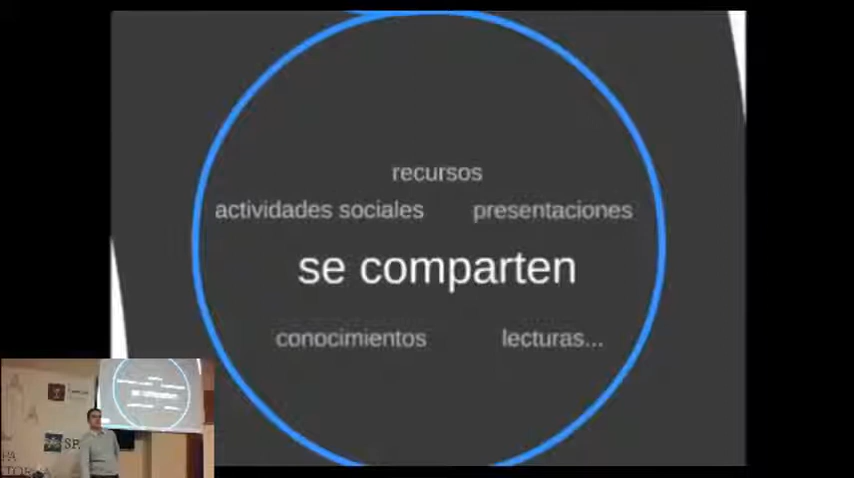 recursos
actividades sociales presentaciones
se comparten
conocimientos lecturas...